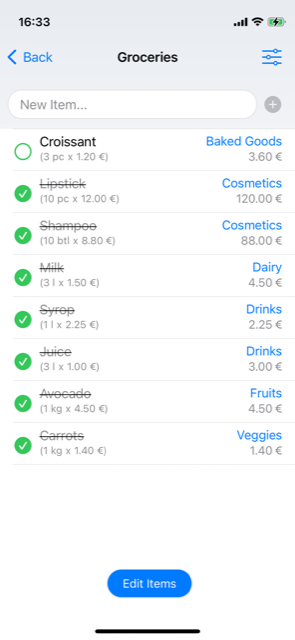 16:33
Back
Groceries
New Item...
Croissant
Baked Goods
(3 pc x 1.20 €)
3.60 €
Lipstick
Cosmetics
(10 pc x 12.00 €)
120.00 €
Shampoo
Cosmetics
(10 btl x 8.80 €)
88.00 €
Milk
Dairy
(3 l x 1.50 €)
4.50 €
Syrop
Drinks
(1 l x 2.25 €)
2.25 €
Juice
Drinks
(3 l x 1.00 €)
3.00 €
Avocado
Fruits
(1 kg x 4.50 €)
4.50 €
Carrots
Veggies
(1 kg x 1.40 €)
1.40 €
Edit Items